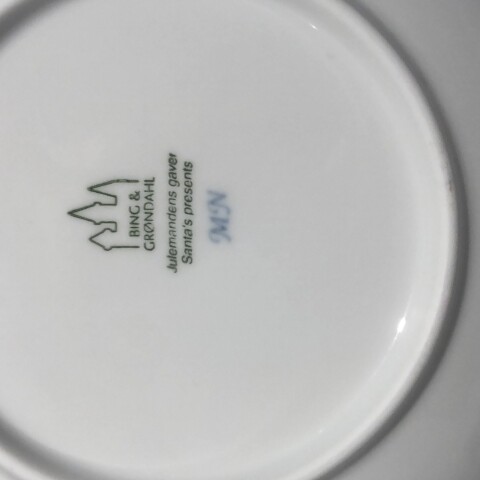 BING &
GRØNDAHL
Julemandens gaver
Santa's presents
MN